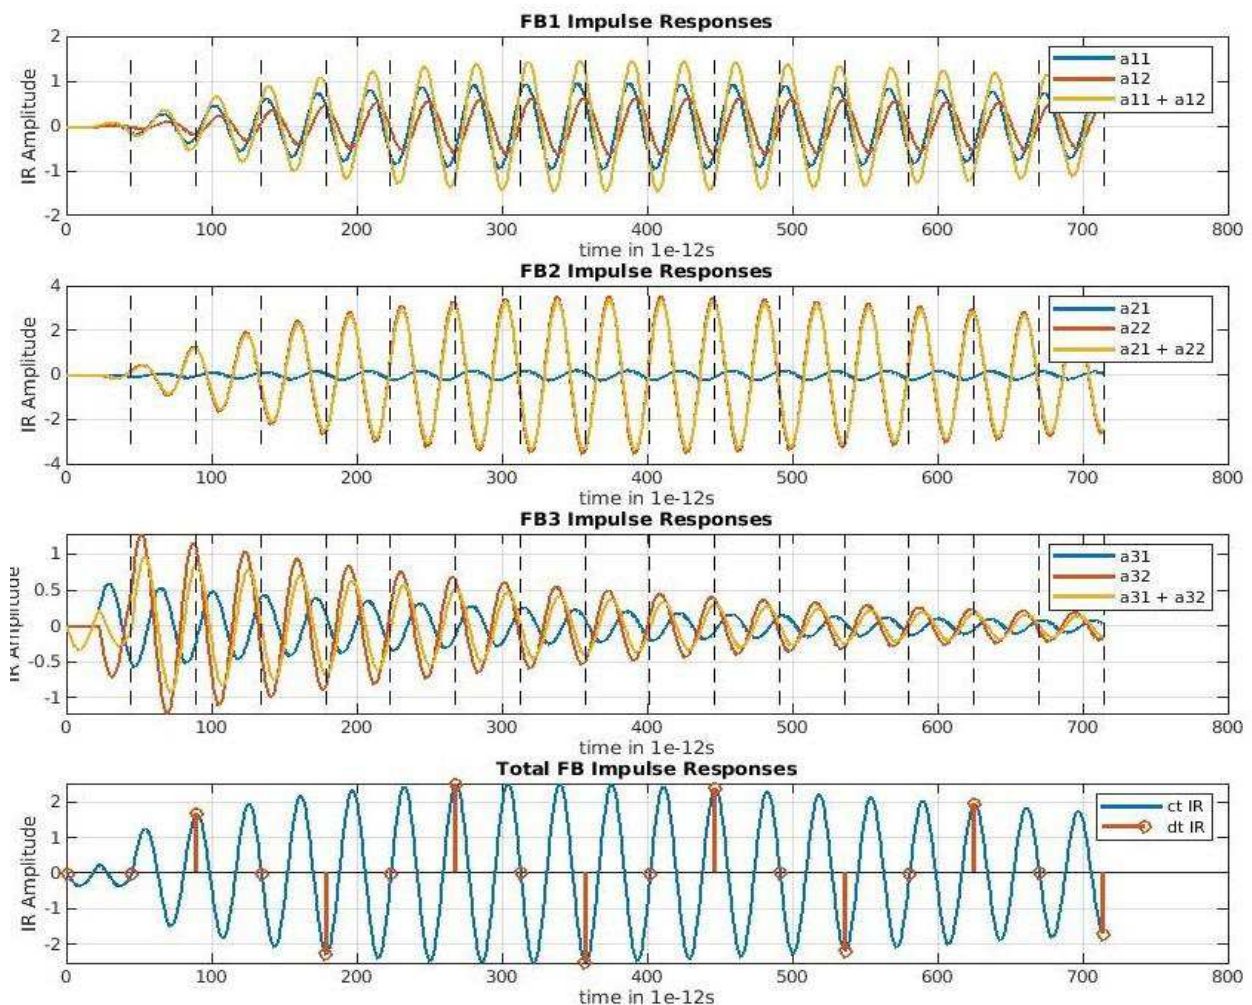 FB1 Impulse Responses
IR Amplitude
2
1
0
-1
-2
a11
a12
a11 + a12
0 100 200 300 400 500 600 700 800
time in 1e-12s
FB2 Impulse Responses
IR Amplitude
4
2
0
-2
-4
a21
a22
a21 + a22
0 100 200 300 400 500 600 700 800
time in 1e-12s
FB3 Impulse Responses
IR Amplitude
1
0.5
0
-0.5
-1
a31
a32
a31 + a32
0 100 200 300 400 500 600 700 800
time in 1e-12s
Total FB Impulse Responses
IR Amplitude
2
1
0
-1
-2
ct IR
dt IR
0 100 200 300 400 500 600 700 800
time in 1e-12s